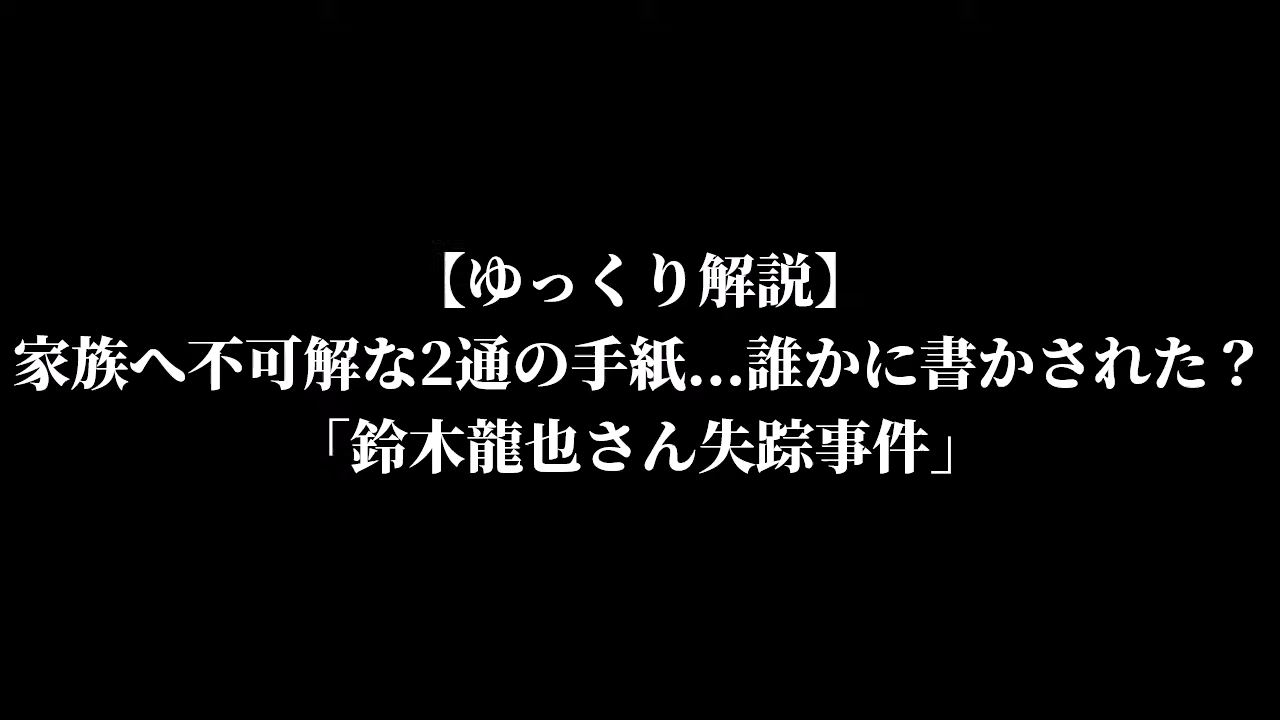 【ゆっくり解説】
家族へ不可解な2通の手紙...誰かに書かされた？
「鈴木龍也さん失踪事件」